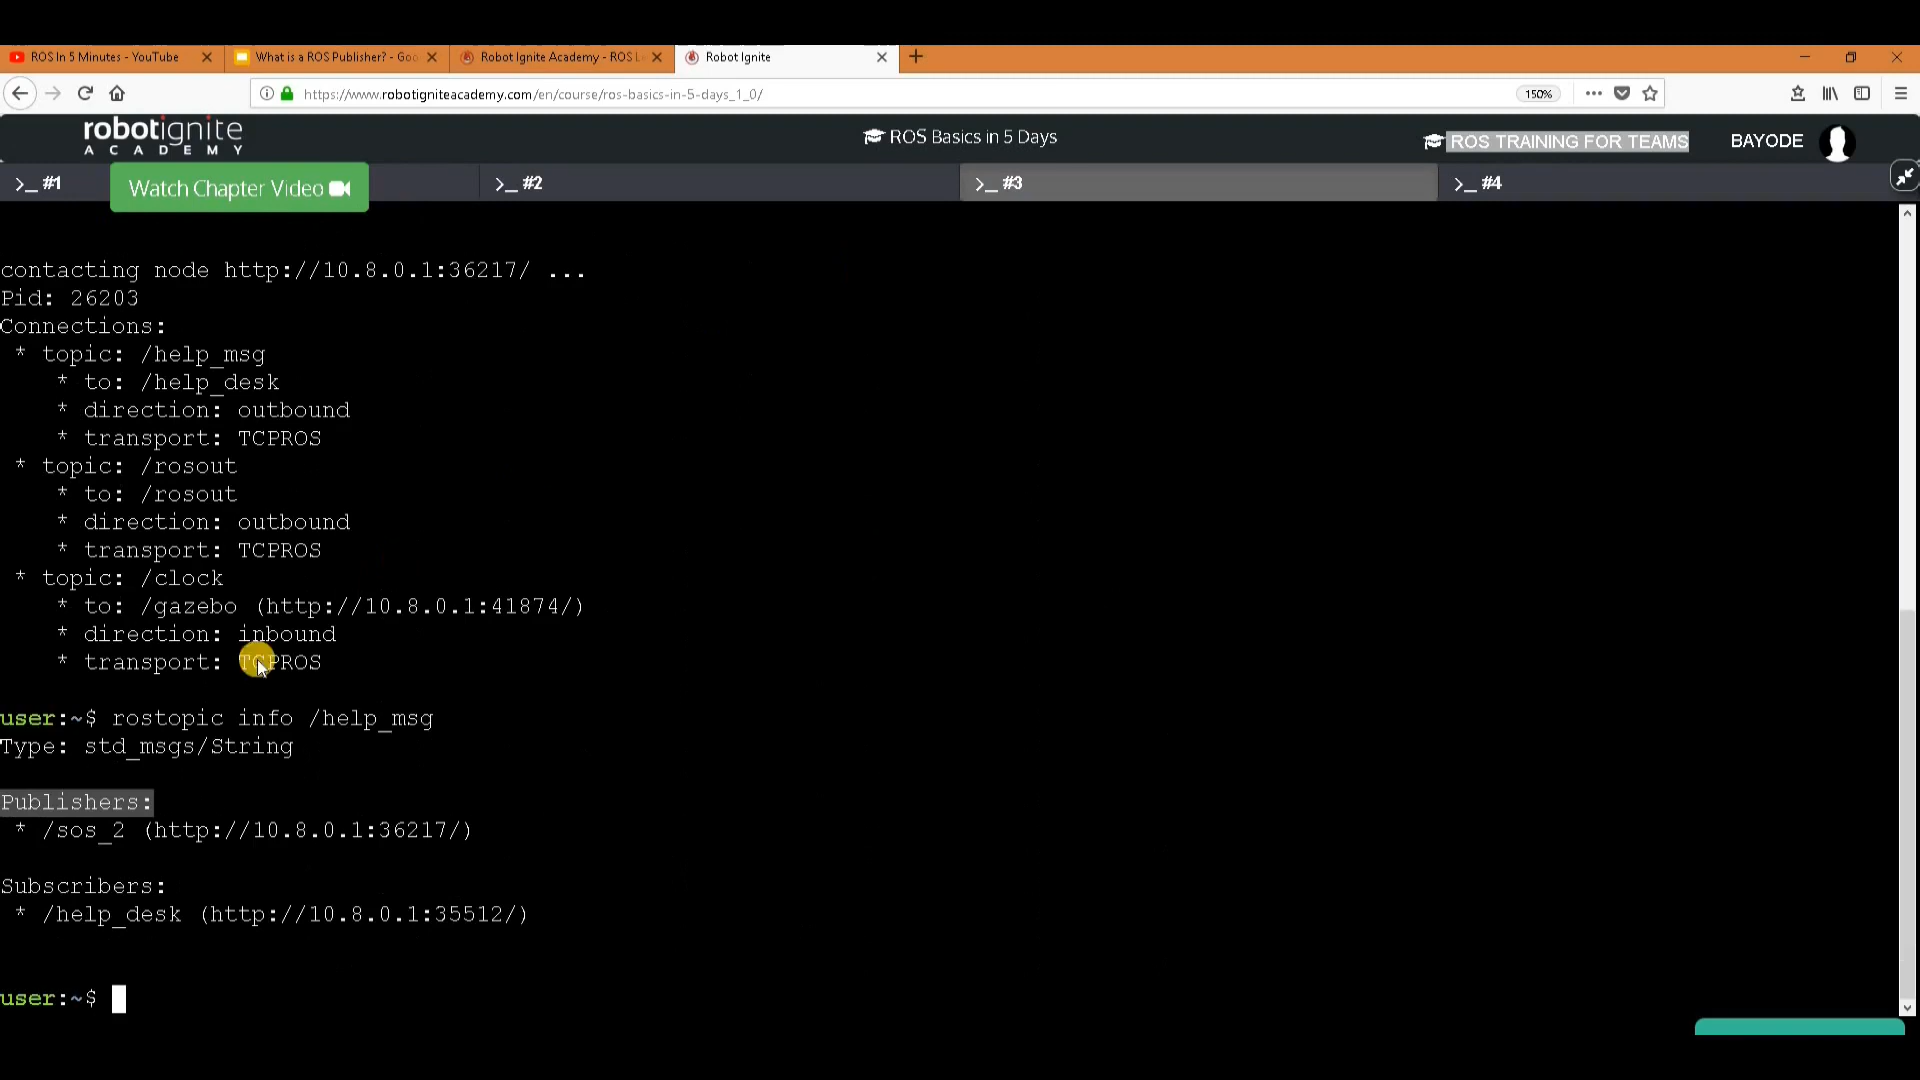 ROS In 5 Minutes - YouTube
What is a ROS Publisher? - Goo
Robot Ignite Academy - ROS L
Robot Ignite
https://www.robotigniteacademy.com/en/course/ros-basics-in-5-days_1_0/
150%
robotignite
ACADEMY
ROS Basics in 5 Days
ROS TRAINING FOR TEAMS
BAYODE
>_ #1
Watch Chapter Video
>_ #2
>_ #3
>_ #4
contacting node http://10.8.0.1:36217/ ...
Pid: 26203
Connections:
* topic: /help_msg
* to: /help_desk
* direction: outbound
* transport: TCPROS
* topic: /rosout
* to: /rosout
* direction: outbound
* transport: TCPROS
* topic: /clock
* to: /gazebo (http://10.8.0.1:41874/)
* direction: inbound
* transport: TCPROS
user:~$ rostopic info /help_msg
Type: std_msgs/String
Publishers:
* /sos_2 (http://10.8.0.1:36217/)
Subscribers:
* /help_desk (http://10.8.0.1:35512/)
user:~$